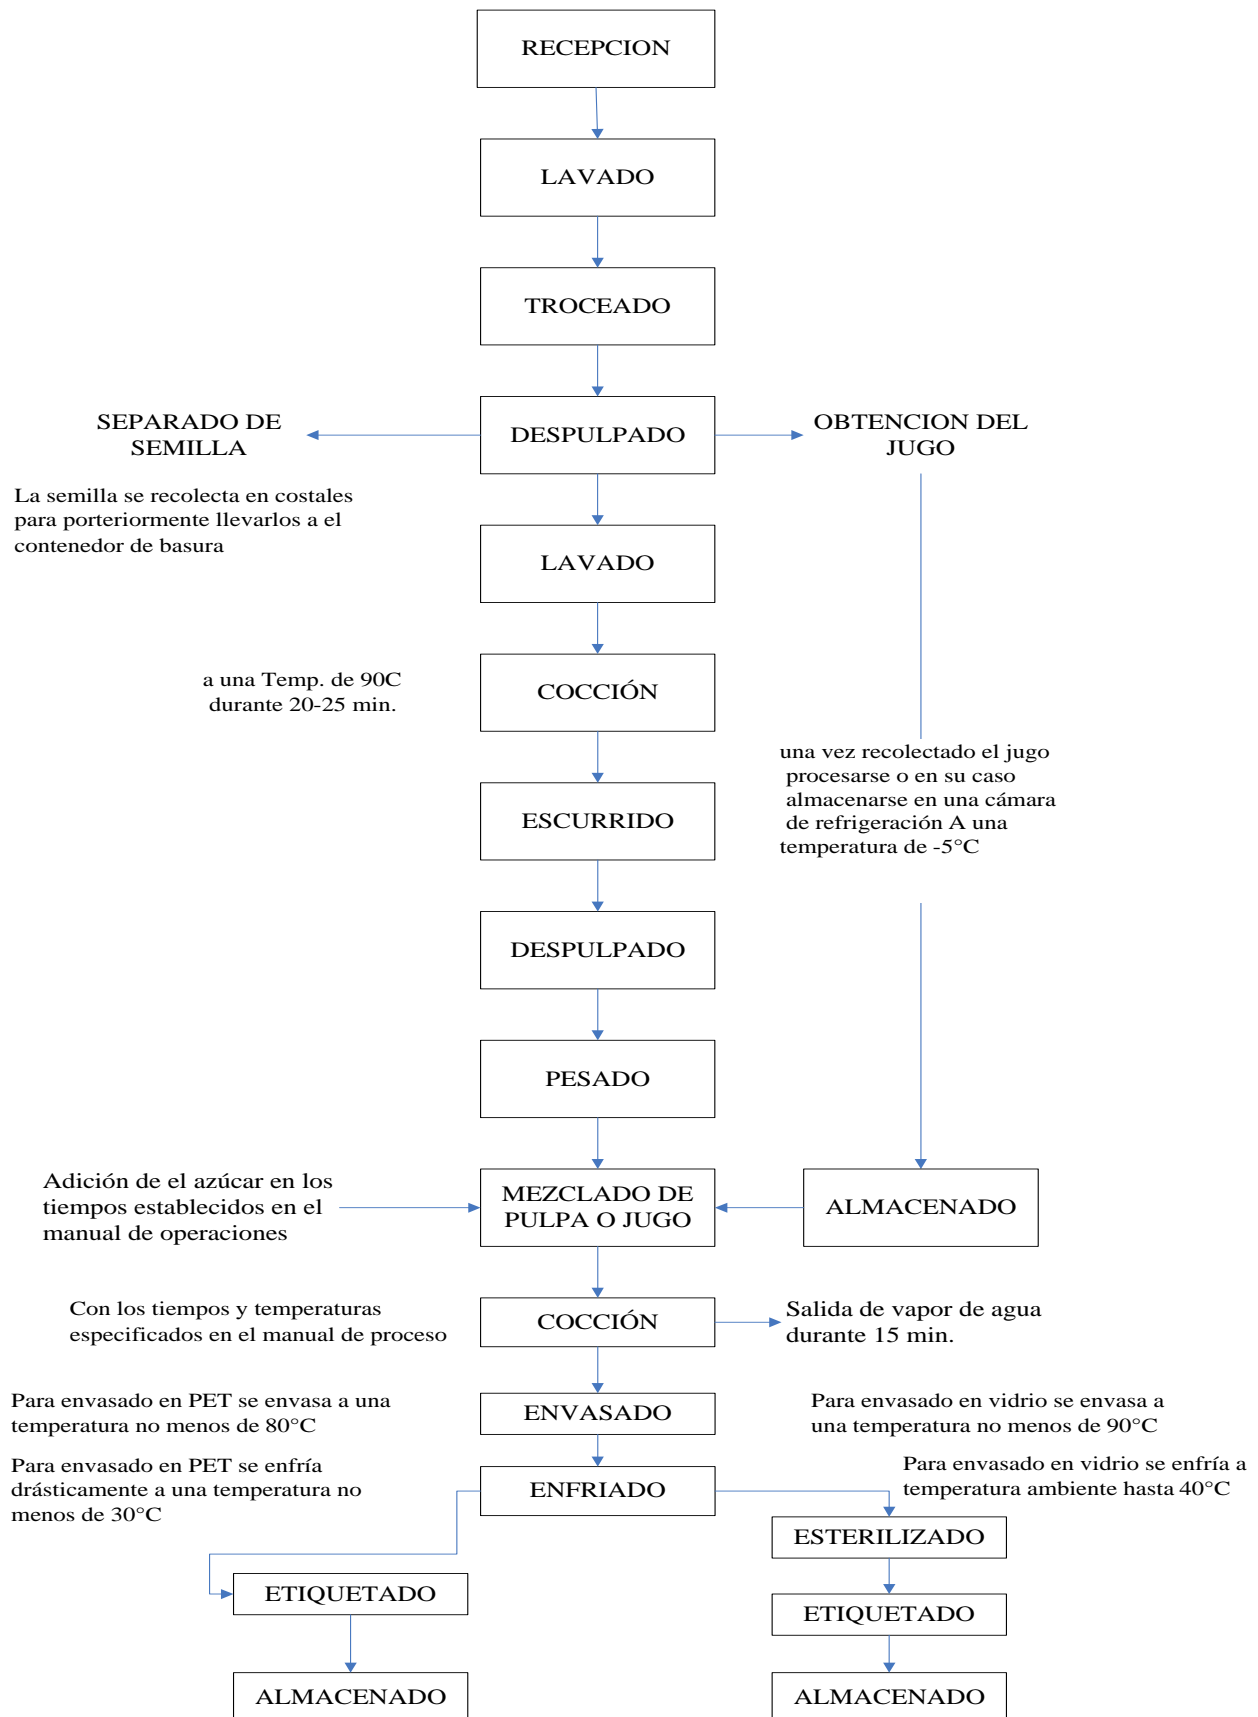 RECEPCION
LAVADO
TROCEADO
SEPARADO DE
SEMILLA
DESPULPADO
OBTENCION DEL
JUGO
La semilla se recolecta en costales
para porteriormente llevarlos a el
contenedor de basura
LAVADO
a una Temp. de 90C
durante 20-25 min.
COCCIÓN
una vez recolectado el jugo
procesarse o en su caso
almacenarse en una cámara
de refrigeración A una
temperatura de -5°C
ESCURRIDO
DESPULPADO
PESADO
Adición de el azúcar en los
tiempos establecidos en el
manual de operaciones
MEZCLADO DE
PULPA O JUGO
ALMACENADO
Con los tiempos y temperaturas
especificados en el manual de proceso
COCCIÓN
Salida de vapor de agua
durante 15 min.
Para envasado en PET se envasa a una
temperatura no menos de 80°C
ENVASADO
Para envasado en vidrio se envasa a
una temperatura no menos de 90°C
Para envasado en PET se enfría
drásticamente a una temperatura no
menos de 30°C
ENFRIADO
Para envasado en vidrio se enfría a
temperatura ambiente hasta 40°C
ESTERILIZADO
ETIQUETADO
ETIQUETADO
ALMACENADO
ALMACENADO